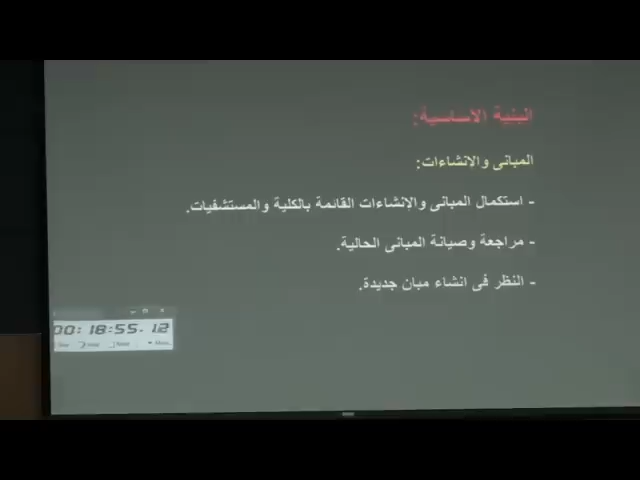 البنية الاساسية:
المبانى والإنشاءات:
- استكمال المبانى والإنشاءات القائمة بالكلية والمستشفيات.
- مراجعة وصيانة المبانى الحالية.
- النظر فى انشاء مبان جديدة.
00:18:55.12